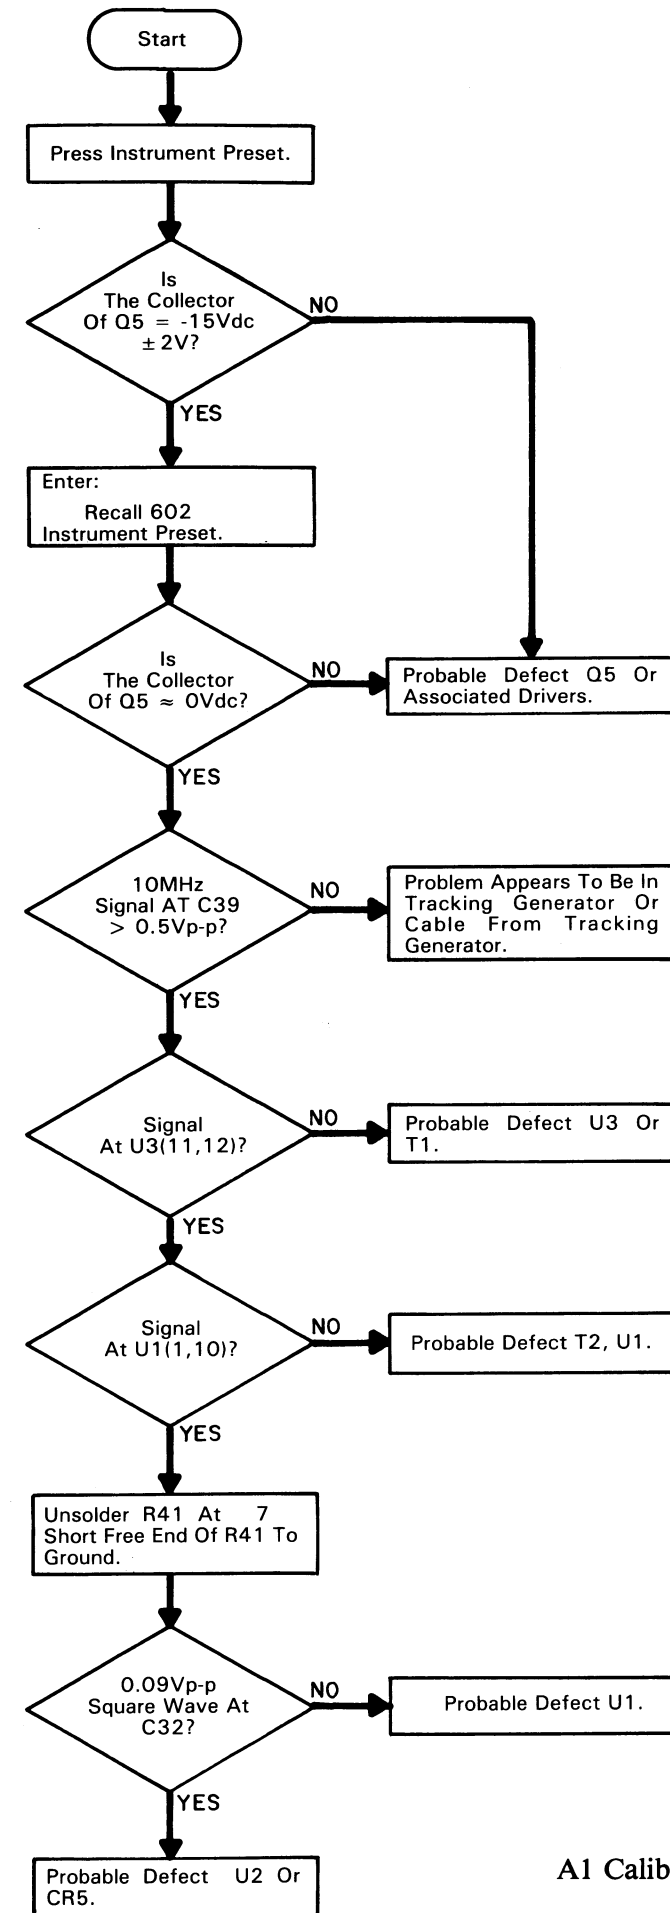 Start
Press Instrument Preset.
Is
The Collector
Of Q5 = -15Vdc
± 2V?
NO
YES
Enter:
Recall 602
Instrument Preset.
Is
The Collector
Of Q5 ≈ 0Vdc?
NO
Probable Defect Q5 Or
Associated Drivers.
YES
10MHz
Signal AT C39
> 0.5Vp-p?
NO
Problem Appears To Be In
Tracking Generator Or
Cable From Tracking
Generator.
YES
Signal
At U3(11,12)?
NO
Probable Defect U3 Or
T1.
YES
Signal
At U1(1,10)?
NO
Probable Defect T2, U1.
YES
Unsolder R41 At 7
Short Free End Of R41 To
Ground.
0.09Vp-p
Square Wave At
C32?
NO
Probable Defect U1.
YES
Probable Defect U2 Or
CR5.
A1 Calib